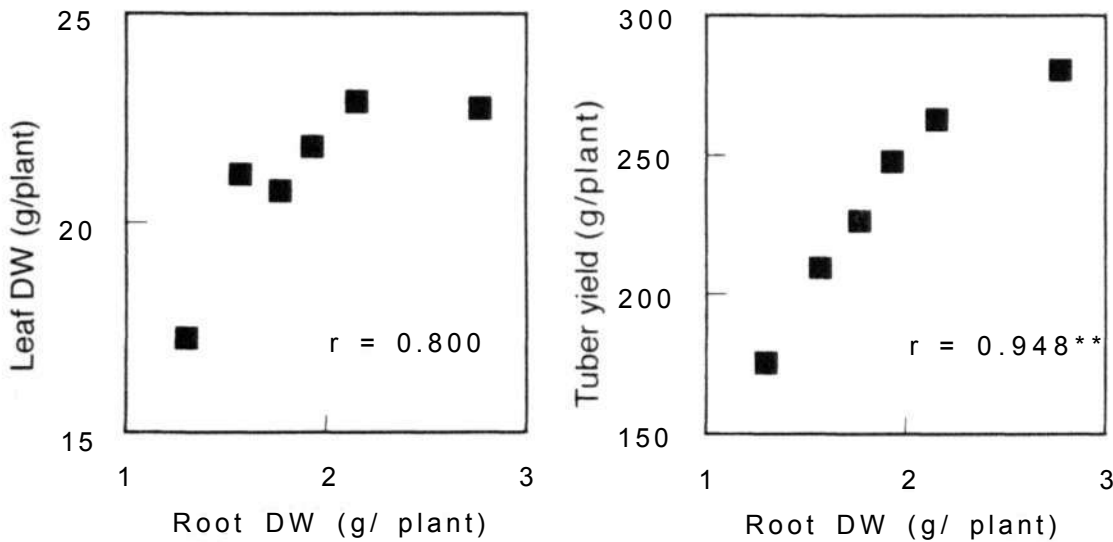 25
20
15
Leaf DW (g/plant)
r = 0.800
1 2 3
Root DW (g/ plant)
300
250
200
150
Tuber yield (g/plant)
r = 0.948**
1 2 3
Root DW (g/ plant)